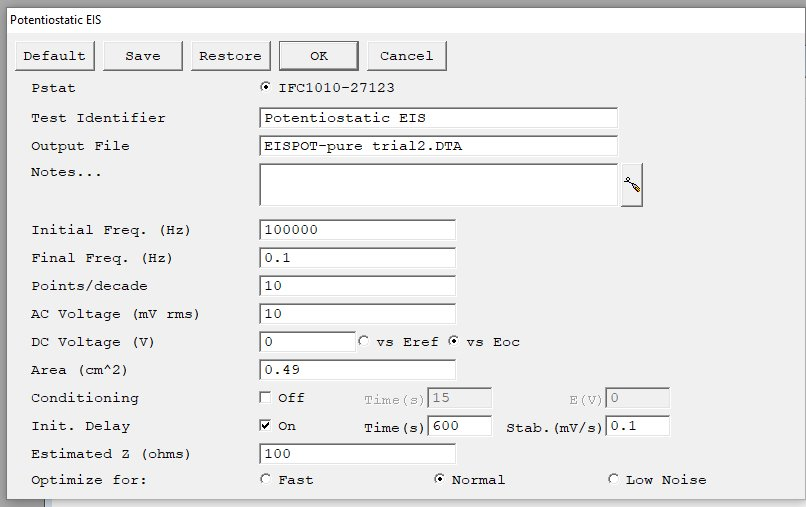 Potentiostatic EIS
Default Save Restore OK Cancel
Pstat IFC1010-27123
Test Identifier Potentiostatic EIS
Output File EISPOT-pure trial2.DTA
Notes...
Initial Freq. (Hz) 100000
Final Freq. (Hz) 0.1
Points/decade 10
AC Voltage (mV rms) 10
DC Voltage (V) 0 vs Eref vs Eoc
Area (cm^2) 0.49
Conditioning Off Time(s) 15 E(V) 0
Init. Delay On Time(s) 600 Stab.(mV/s) 0.1
Estimated Z (ohms) 100
Optimize for: Fast Normal Low Noise